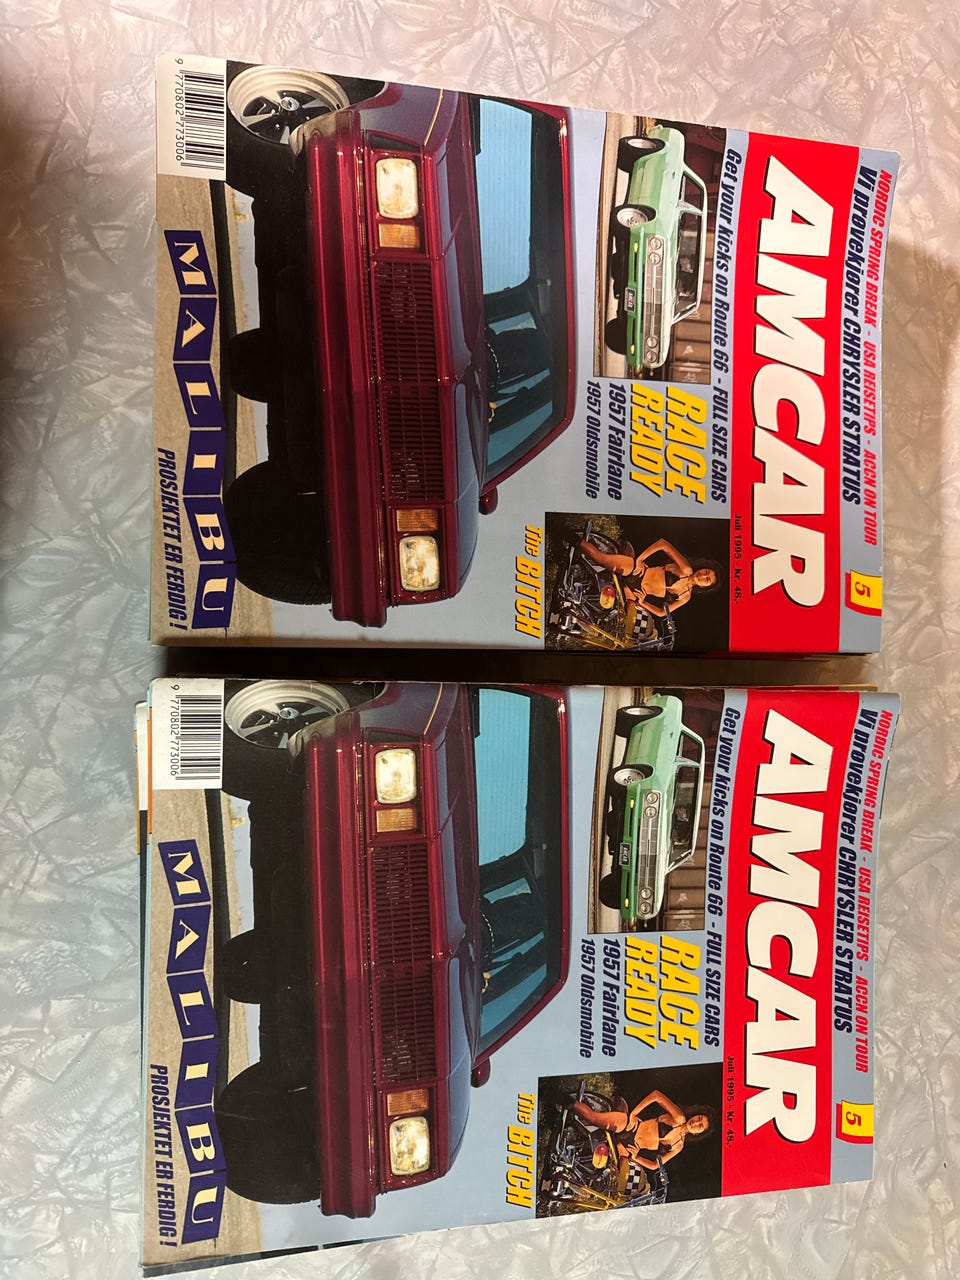 NORDIC SPRING BREAK - USA REISETIPS - ACCN ON TOUR
Vi prøvekjører CHRYSLER STRATUS
5
AMCAR
Juli 1995 - Kr. 48,-
Get your kicks on Route 66 - FULL SIZE CARS
RACE
READY
1957 Fairlane
1957 Oldsmobile
AMCAR
The BITCH
MALIBU
PROSJEKTET ER FERDIG!
9 770802 773006
NORDIC SPRING BREAK - USA REISETIPS - ACCN ON TOUR
Vi prøvekjører CHRYSLER STRATUS
5
AMCAR
Juli 1995 - Kr. 48,-
Get your kicks on Route 66 - FULL SIZE CARS
RACE
READY
1957 Fairlane
1957 Oldsmobile
AMCAR
The BITCH
MALIBU
PROSJEKTET ER FERDIG!
9 770802 773006